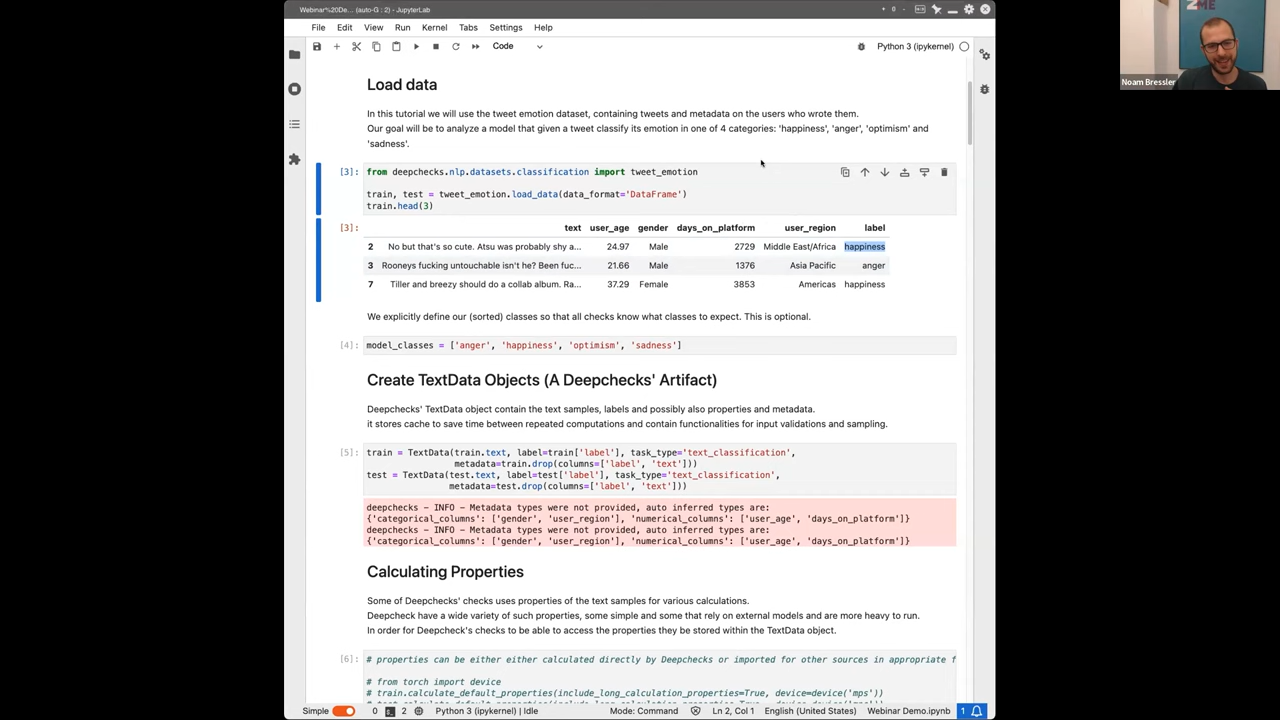 Webinar%20De... (auto-G : 2) - JupyterLab
File Edit View Run Kernel Tabs Settings Help
Code Python 3 (ipykernel)
Noam Bressler
Load data
In this tutorial we will use the tweet emotion dataset, containing tweets and metadata on the users who wrote them.
Our goal will be to analyze a model that given a tweet classify its emotion in one of 4 categories: 'happiness', 'anger', 'optimism' and
'sadness'.
[3]: from deepchecks.nlp.datasets.classification import tweet_emotion
train, test = tweet_emotion.load_data(data_format='DataFrame')
train.head(3)
[3]: text user_age gender days_on_platform user_region label
2 No but that's so cute. Atsu was probably shy a... 24.97 Male 2729 Middle East/Africa happiness
3 Rooneys fucking untouchable isn't he? Been fuc... 21.66 Male 1376 Asia Pacific anger
7 Tiller and breezy should do a collab album. Ra... 37.29 Female 3853 Americas happiness
We explicitly define our (sorted) classes so that all checks know what classes to expect. This is optional.
[4]: model_classes = ['anger', 'happiness', 'optimism', 'sadness']
Create TextData Objects (A Deepchecks' Artifact)
Deepchecks' TextData object contain the text samples, labels and possibly also properties and metadata.
it stores cache to save time between repeated computations and contain functionalities for input validations and sampling.
[5]: train = TextData(train.text, label=train['label'], task_type='text_classification',
metadata=train.drop(columns=['label', 'text']))
test = TextData(test.text, label=test['label'], task_type='text_classification',
metadata=test.drop(columns=['label', 'text']))
deepchecks - INFO - Metadata types were not provided, auto inferred types are:
{'categorical_columns': ['gender', 'user_region'], 'numerical_columns': ['user_age', 'days_on_platform']}
deepchecks - INFO - Metadata types were not provided, auto inferred types are:
{'categorical_columns': ['gender', 'user_region'], 'numerical_columns': ['user_age', 'days_on_platform']}
Calculating Properties
Some of Deepchecks' checks uses properties of the text samples for various calculations.
Deepcheck have a wide variety of such properties, some simple and some that rely on external models and are more heavy to run.
In order for Deepcheck's checks to be able to access the properties they be stored within the TextData object.
[6]: # properties can be either either calculated directly by Deepchecks or imported for other sources in appropriate f
# from torch import device
# train.calculate_default_properties(include_long_calculation_properties=True, device=device('mps'))
Simple 0 2 Python 3 (ipykernel) | Idle Mode: Command Ln 2, Col 1 English (United States) Webinar Demo.ipynb 1